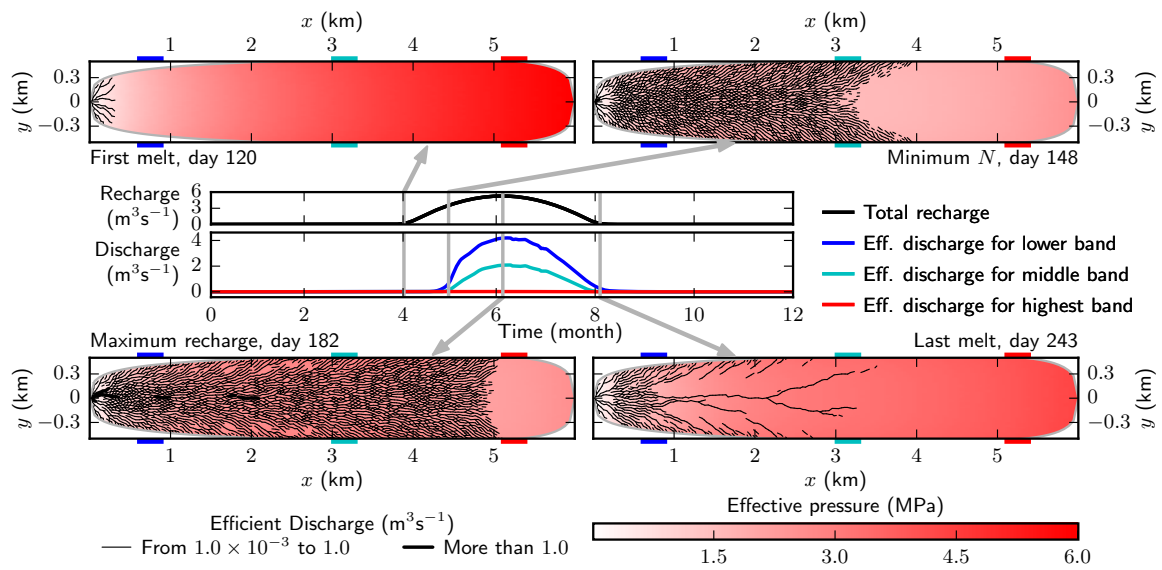 x (km)
x (km)
1 2 3 4 5
1 2 3 4 5
y (km)
0.3
0
−0.3
0.3
0
−0.3
y (km)
First melt, day 120
Minimum N, day 148
Recharge
(m³s⁻¹)
6
3
0
Discharge
(m³s⁻¹)
4
2
0
0 2 4 6 8 10 12
Time (month)
Total recharge
Eff. discharge for lower band
Eff. discharge for middle band
Eff. discharge for highest band
Maximum recharge, day 182
Last melt, day 243
y (km)
0.3
0
−0.3
0.3
0
−0.3
y (km)
1 2 3 4 5
1 2 3 4 5
x (km)
x (km)
Efficient Discharge (m³s⁻¹)
From 1.0 × 10⁻³ to 1.0
More than 1.0
Effective pressure (MPa)
1.5 3.0 4.5 6.0